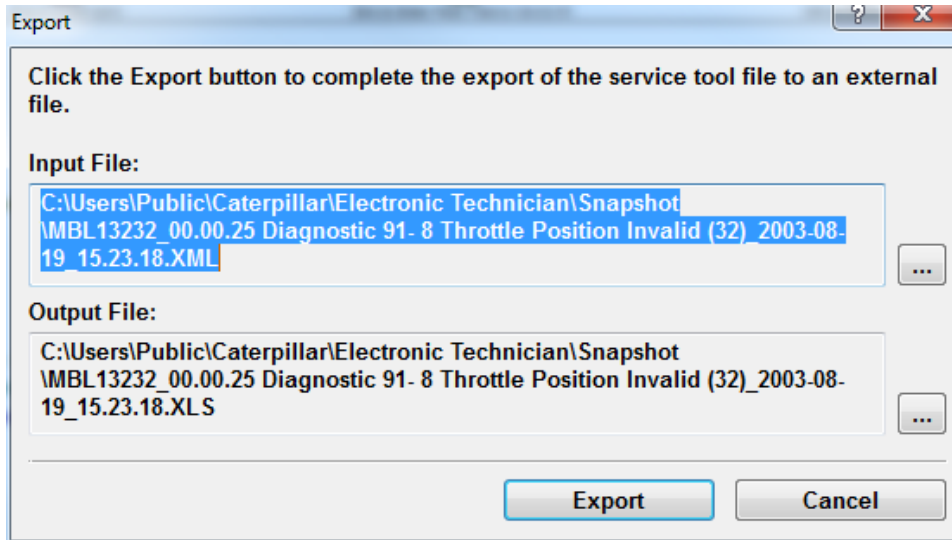 Export
?
X
Click the Export button to complete the export of the service tool file to an external
file.
Input File:
C:\Users\Public\Caterpillar\Electronic Technician\Snapshot
\MBL13232_00.00.25 Diagnostic 91- 8 Throttle Position Invalid (32)_2003-08-
19_15.23.18.XML
...
Output File:
C:\Users\Public\Caterpillar\Electronic Technician\Snapshot
\MBL13232_00.00.25 Diagnostic 91- 8 Throttle Position Invalid (32)_2003-08-
19_15.23.18.XLS
...
Export
Cancel